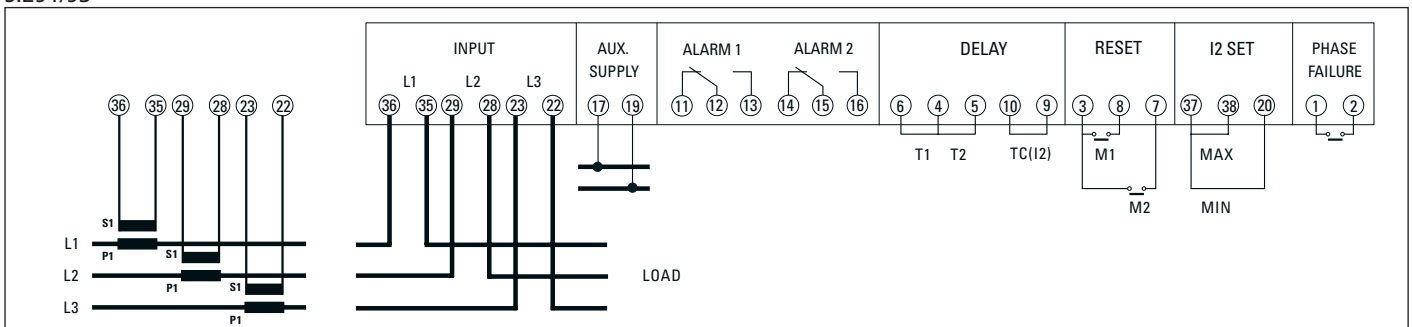 INPUT AUX. SUPPLY ALARM 1 ALARM 2 DELAY RESET I2 SET PHASE FAILURE
L1 L2 L3
36 35 29 28 23 22 36 35 29 28 23 22 17 19 11 12 13 14 15 16 6 4 5 10 9 3 8 7 37 38 20 1 2
T1 T2 TC(I2) M1 MAX
M2 MIN
S1
L1
P1
S1
L2
P1
S1
LOAD
L3
P1